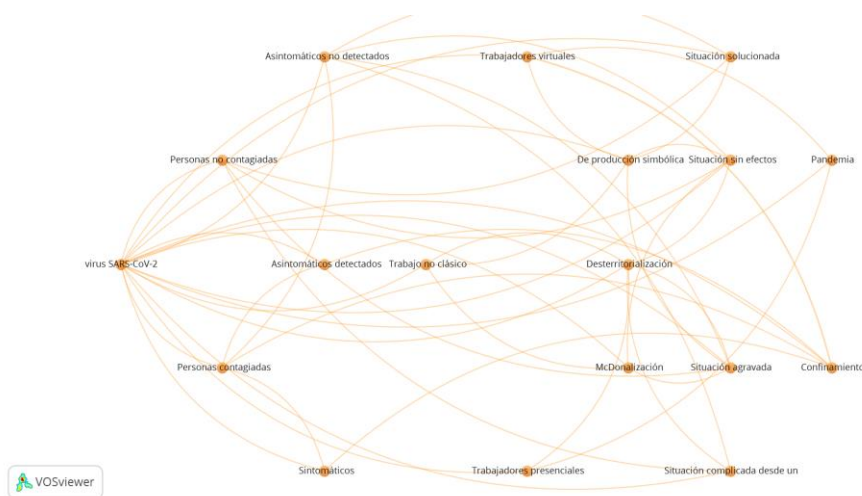 Asintomáticos no detectados
Trabajadores virtuales
Situación solucionada
Personas no contagiadas
De producción simbólica
Situación sin efectos
Pandemia
virus SARS-CoV-2
Asintomáticos detectados
Trabajo no clásico
Desterritorialización
Personas contagiadas
McDonalización
Situación agravada
Confinamiento
Sintomáticos
Trabajadores presenciales
Situación complicada desde un
VOSviewer